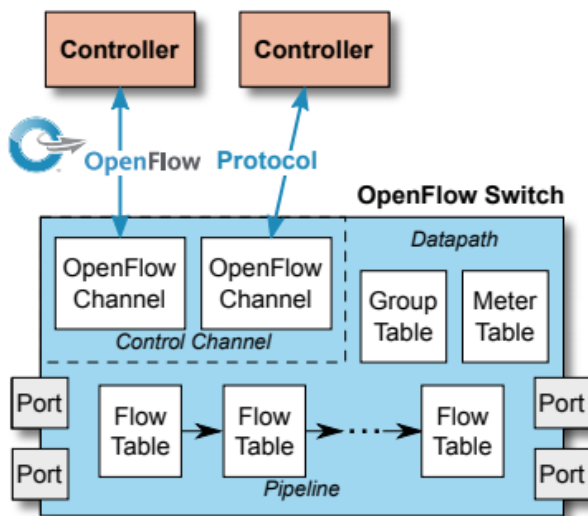 Controller
Controller
OpenFlow Protocol
OpenFlow Switch
Datapath
OpenFlow
Channel
OpenFlow
Channel
Control Channel
Group
Table
Meter
Table
Port
Port
Flow
Table
Flow
Table
...
Flow
Table
Pipeline
Port
Port